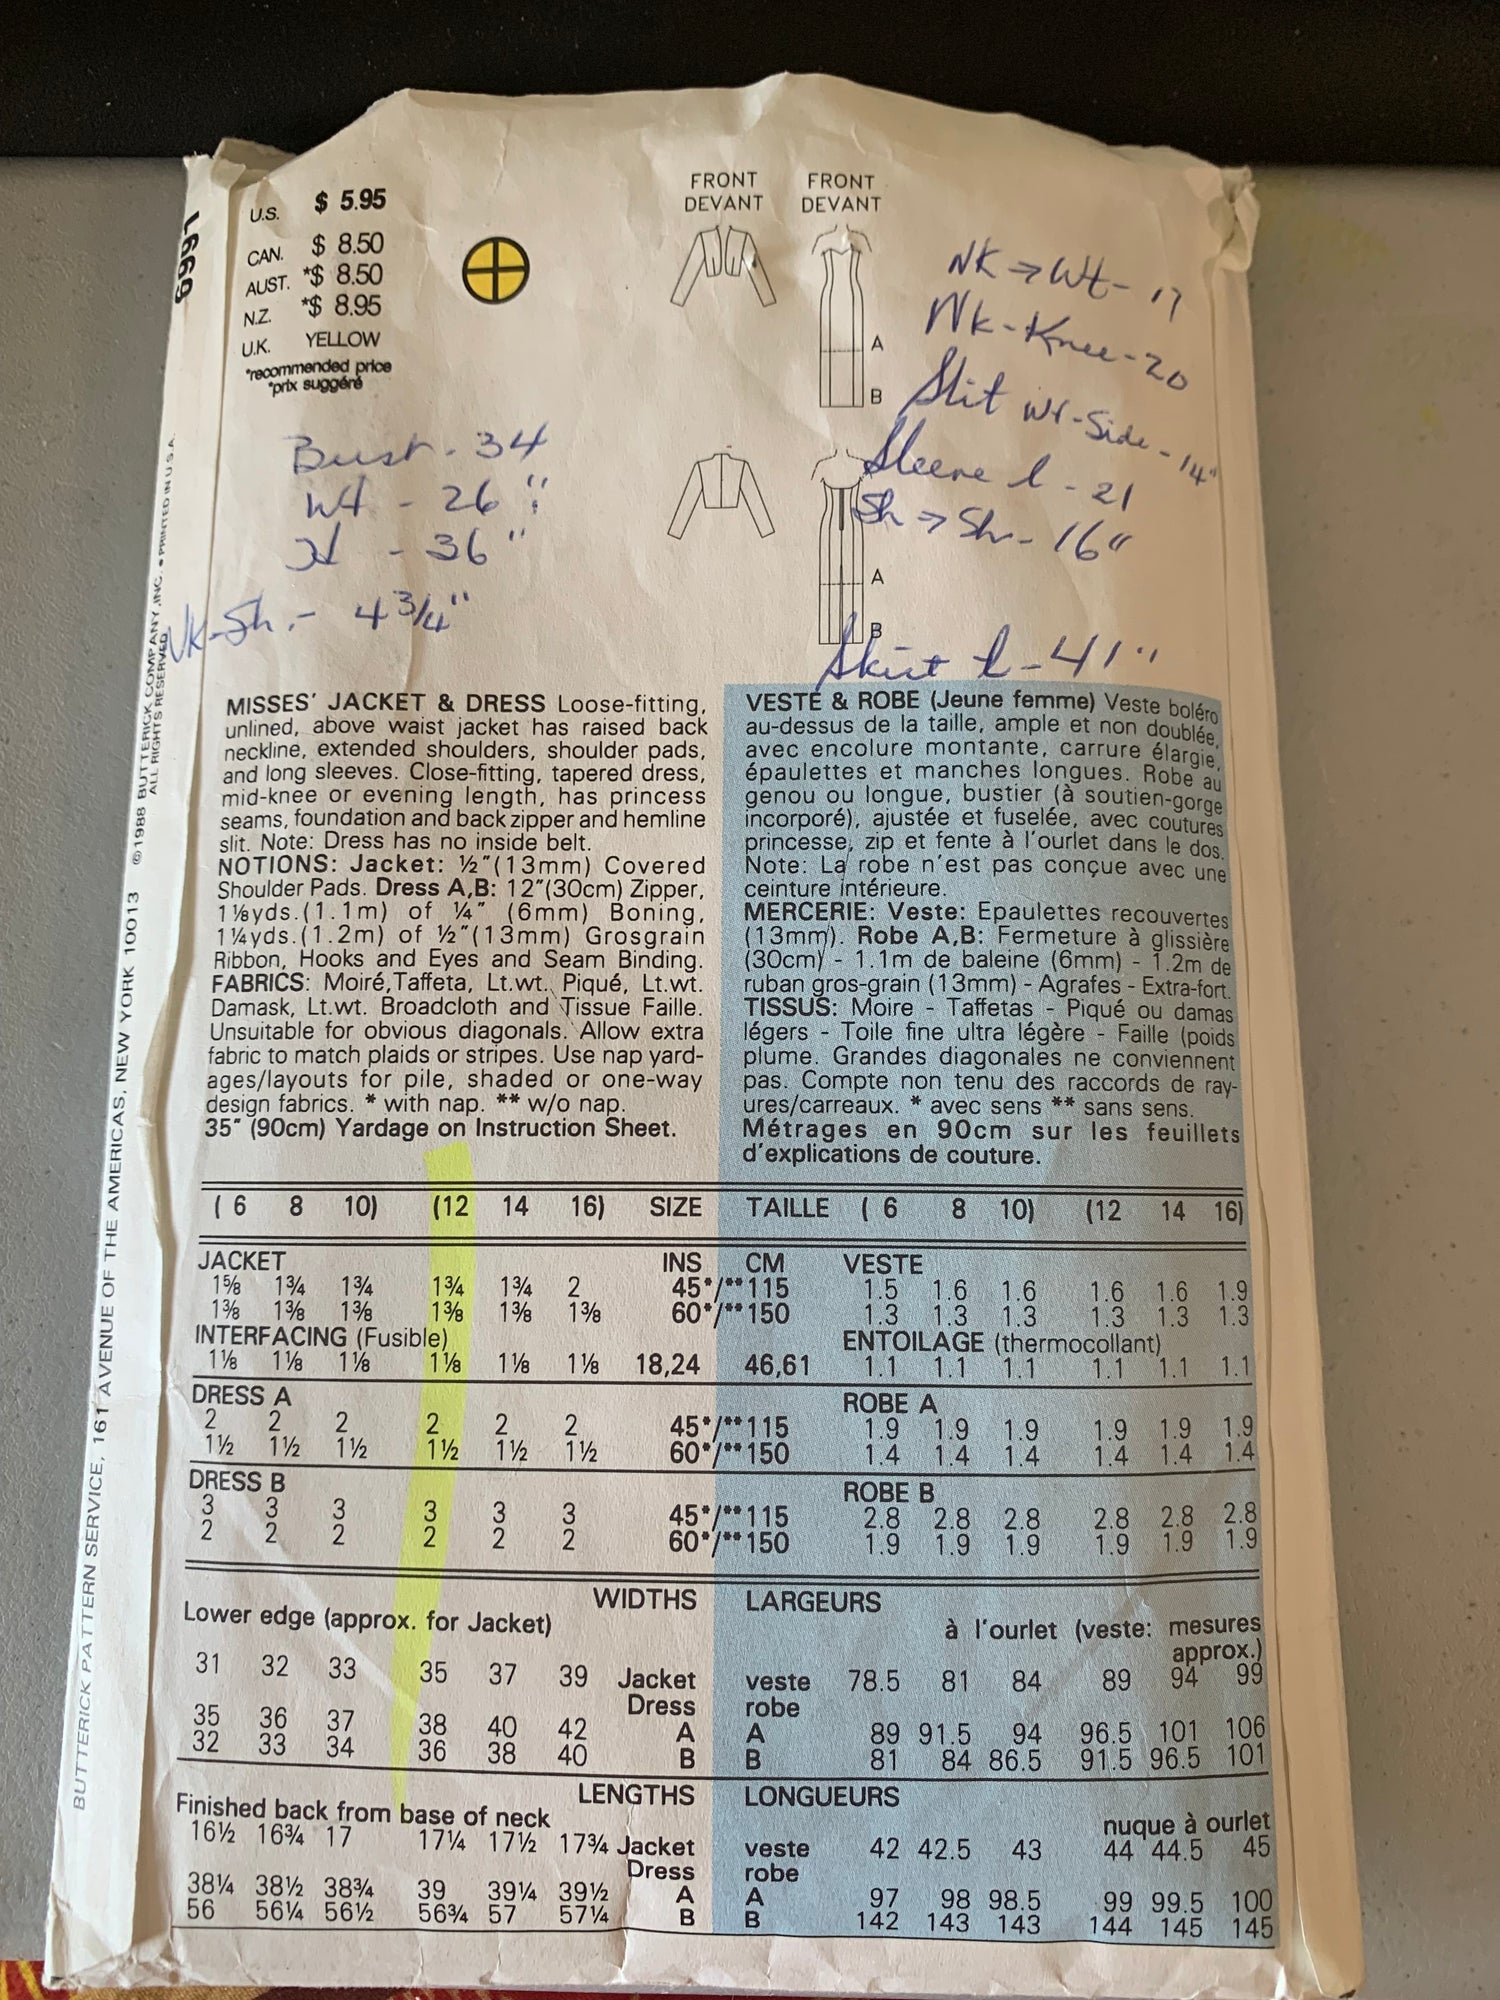 6997
U.S. $ 5.95
CAN. $ 8.50
AUST. *$ 8.50
N.Z. *$ 8.95
U.K. YELLOW
*recommended price
*prix suggéré
FRONT DEVANT
FRONT DEVANT
A
B
A
B
Nk → Wt - 17
Nk - Knee - 20
Slit Wt - Side - 14"
Sleeve l - 21
Sh → Sh - 16"
Skirt l - 41"
Bust - 34
Wt - 26"
H - 36"
Nk - Sh. - 4 3/4"
©1988 BUTTERICK COMPANY, INC. • PRINTED IN U.S.A.
ALL RIGHTS RESERVED
BUTTERICK PATTERN SERVICE, 161 AVENUE OF THE AMERICAS, NEW YORK 10013
MISSES' JACKET & DRESS Loose-fitting,
unlined, above waist jacket has raised back
neckline, extended shoulders, shoulder pads,
and long sleeves. Close-fitting, tapered dress,
mid-knee or evening length, has princess
seams, foundation and back zipper and hemline
slit. Note: Dress has no inside belt.
NOTIONS: Jacket: ½"(13mm) Covered
Shoulder Pads. Dress A,B: 12"(30cm) Zipper,
1⅛yds.(1.1m) of ¼" (6mm) Boning,
1¼yds.(1.2m) of ½"(13mm) Grosgrain
Ribbon, Hooks and Eyes and Seam Binding.
FABRICS: Moiré, Taffeta, Lt.wt. Piqué, Lt.wt.
Damask, Lt.wt. Broadcloth and Tissue Faille.
Unsuitable for obvious diagonals. Allow extra
fabric to match plaids or stripes. Use nap yard-
ages/layouts for pile, shaded or one-way
design fabrics. * with nap. ** w/o nap.
35" (90cm) Yardage on Instruction Sheet.
VESTE & ROBE (Jeune femme) Veste boléro
au-dessus de la taille, ample et non doublée,
avec encolure montante, carrure élargie,
épaulettes et manches longues. Robe au
genou ou longue, bustier (à soutien-gorge
incorporé), ajustée et fuselée, avec coutures
princesse, zip et fente à l'ourlet dans le dos.
Note: La robe n'est pas conçue avec une
ceinture intérieure.
MERCERIE: Veste: Epaulettes recouvertes
(13mm). Robe A,B: Fermeture à glissière
(30cm) - 1.1m de baleine (6mm) - 1.2m de
ruban gros-grain (13mm) - Agrafes - Extra-fort.
TISSUS: Moire - Taffetas - Piqué ou damas
légers - Toile fine ultra légère - Faille (poids
plume. Grandes diagonales ne conviennent
pas. Compte non tenu des raccords de ray-
ures/carreaux. * avec sens ** sans sens.
Métrages en 90cm sur les feuillets
d'explications de couture.
( 6 8 10) (12 14 16) SIZE TAILLE ( 6 8 10) (12 14 16)
JACKET INS CM VESTE
1⅝ 1¾ 1¾ 1¾ 1¾ 2 45*/**115 1.5 1.6 1.6 1.6 1.6 1.9
1⅜ 1⅜ 1⅜ 1⅜ 1⅜ 1⅜ 60*/**150 1.3 1.3 1.3 1.3 1.3 1.3
INTERFACING (Fusible) ENTOILAGE (thermocollant)
1⅛ 1⅛ 1⅛ 1⅛ 1⅛ 1⅛ 18,24 46,61 1.1 1.1 1.1 1.1 1.1 1.1
DRESS A ROBE A
2 2 2 2 2 2 45*/**115 1.9 1.9 1.9 1.9 1.9 1.9
1½ 1½ 1½ 1½ 1½ 1½ 60*/**150 1.4 1.4 1.4 1.4 1.4 1.4
DRESS B ROBE B
3 3 3 3 3 3 45*/**115 2.8 2.8 2.8 2.8 2.8 2.8
2 2 2 2 2 2 60*/**150 1.9 1.9 1.9 1.9 1.9 1.9
WIDTHS LARGEURS
Lower edge (approx. for Jacket) à l'ourlet (veste: mesures approx.)
31 32 33 35 37 39 Jacket veste 78.5 81 84 89 94 99
Dress robe
35 36 37 38 40 42 A A 89 91.5 94 96.5 101 106
32 33 34 36 38 40 B B 81 84 86.5 91.5 96.5 101
LENGTHS LONGUEURS
Finished back from base of neck nuque à ourlet
16½ 16¾ 17 17¼ 17½ 17¾ Jacket veste 42 42.5 43 44 44.5 45
Dress robe
38¼ 38½ 38¾ 39 39¼ 39½ A A 97 98 98.5 99 99.5 100
56 56¼ 56½ 56¾ 57 57¼ B B 142 143 143 144 145 145